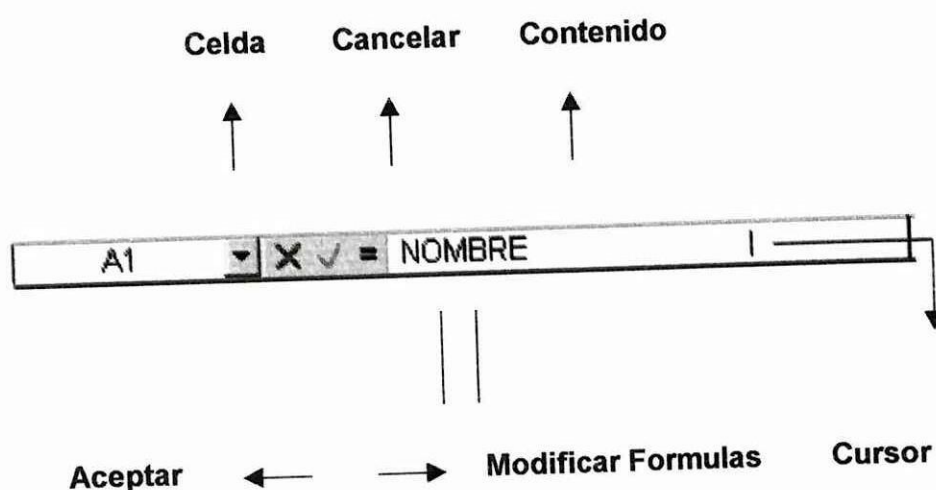 Celda Cancelar Contenido
A1 = NOMBRE
Aceptar Modificar Formulas Cursor